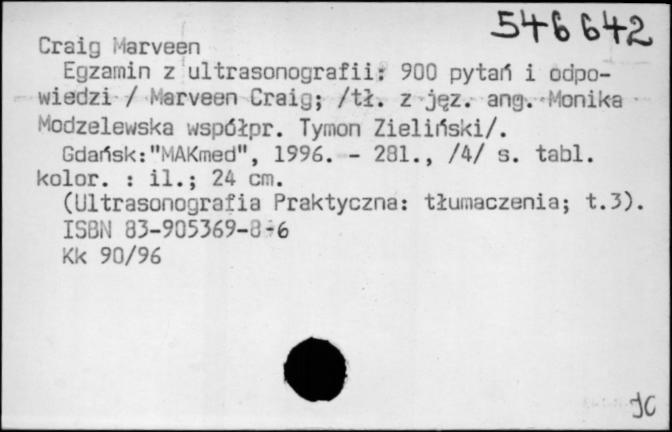 546642
Craig Marveen
Egzamin z ultrasonografii: 900 pytań i odpo-
wiedzi / Marveen Craig; /tł. z jęz. ang. Monika
Modzelewska współpr. Tymon Zieliński/.
Gdańsk:"MAKmed", 1996. - 281., /4/ s. tabl.
kolor. : il.; 24 cm.
(Ultrasonografia Praktyczna: tłumaczenia; t.3).
ISBN 83-905369-8-6
Kk 90/96
JC